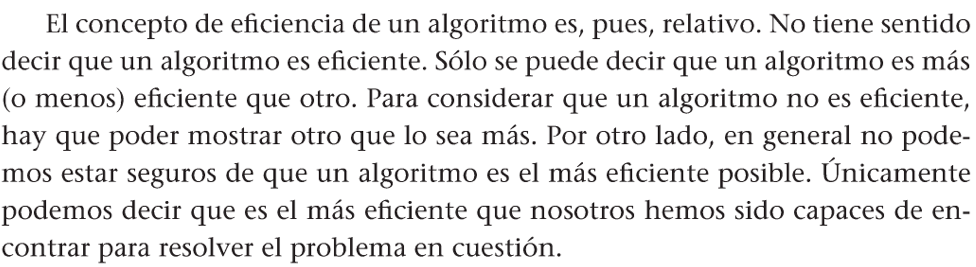 El concepto de eficiencia de un algoritmo es, pues, relativo. No tiene sentido
decir que un algoritmo es eficiente. Sólo se puede decir que un algoritmo es más
(o menos) eficiente que otro. Para considerar que un algoritmo no es eficiente,
hay que poder mostrar otro que lo sea más. Por otro lado, en general no pode-
mos estar seguros de que un algoritmo es el más eficiente posible. Únicamente
podemos decir que es el más eficiente que nosotros hemos sido capaces de en-
contrar para resolver el problema en cuestión.